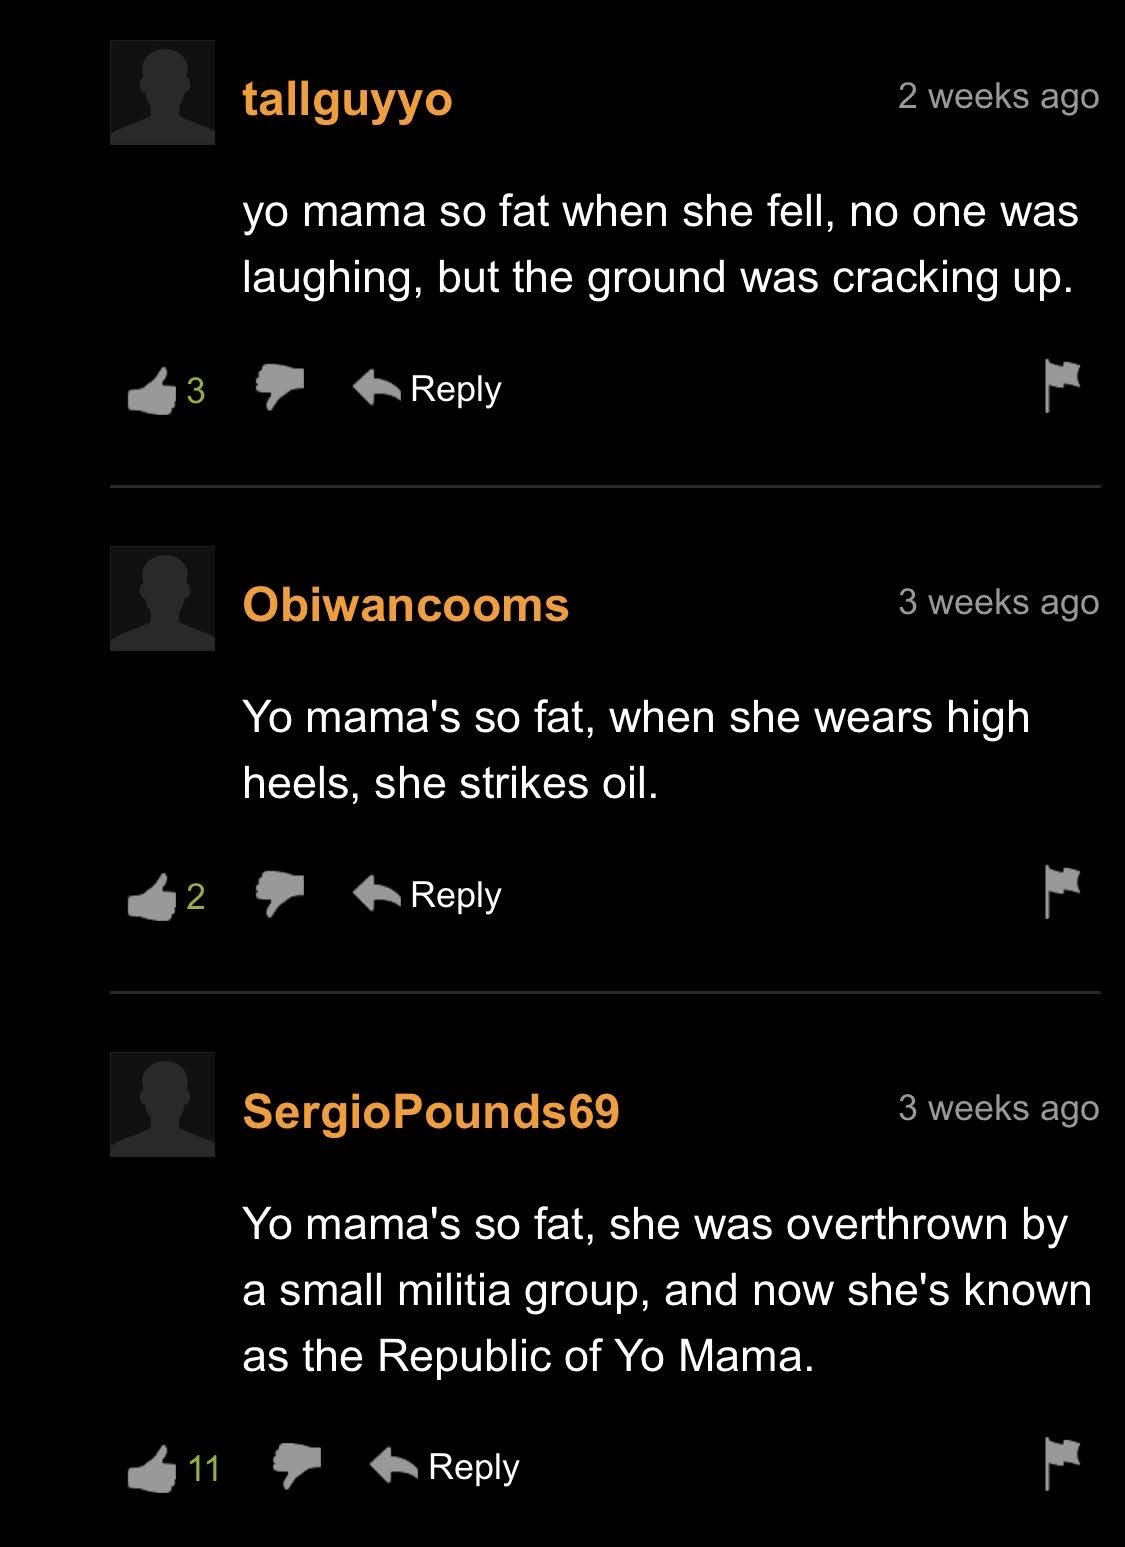 tallguyyo 2 weeks ago
yo mama so fat when she fell, no one was
laughing, but the ground was cracking up.
3 Reply
Obiwancooms 3 weeks ago
Yo mama's so fat, when she wears high
heels, she strikes oil.
2 Reply
SergioPounds69 3 weeks ago
Yo mama's so fat, she was overthrown by
a small militia group, and now she's known
as the Republic of Yo Mama.
11 Reply